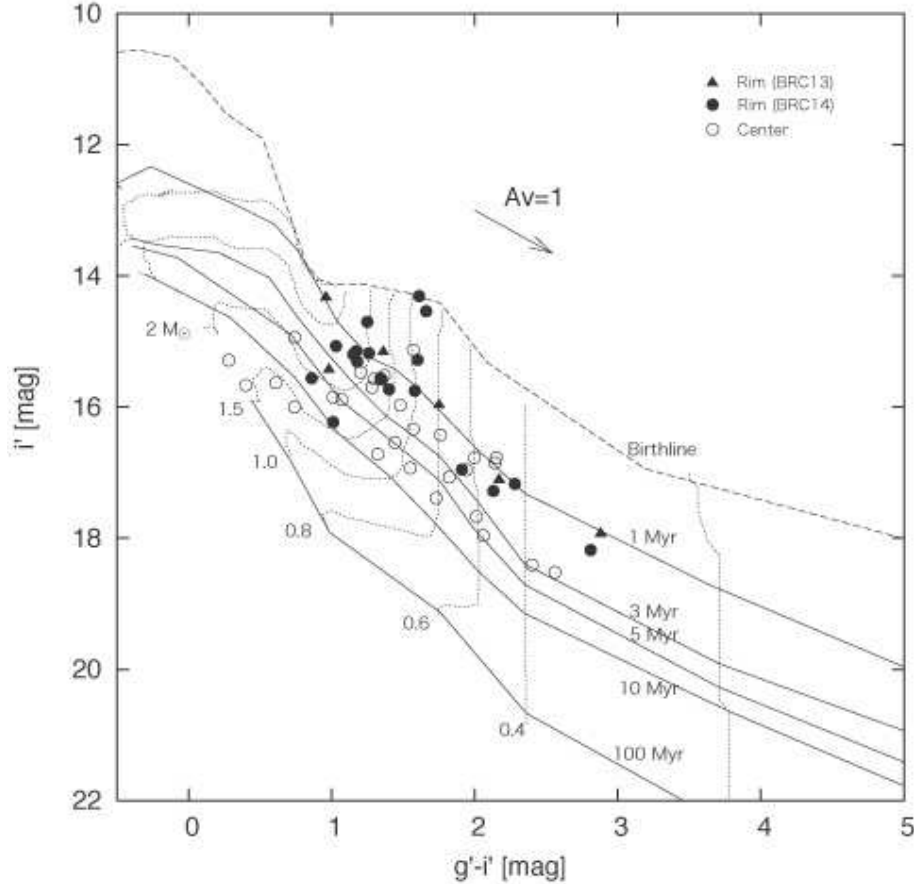 10
12
14
16
18
20
22
i' [mag]
0
1
2
3
4
5
g'-i' [mag]
Rim (BRC13)
Rim (BRC14)
Center
Av=1
2 M☉
1.5
1.0
0.8
0.6
0.4
Birthline
1 Myr
3 Myr
5 Myr
10 Myr
100 Myr